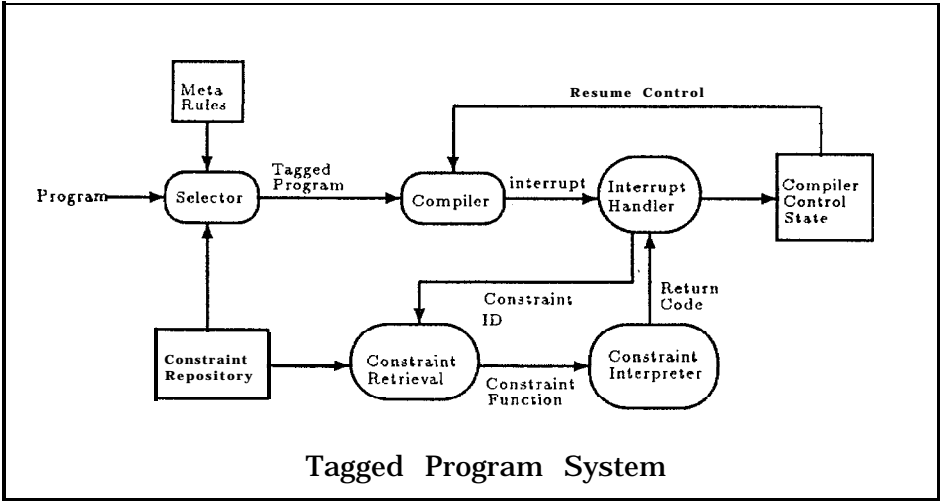 Meta
Rules
Resume Control
Program
Selector
Tagged
Program
Compiler
interrupt
Interrupt
Handler
Compiler
Control
State
Constraint
ID
Return
Code
Constraint
Repository
Constraint
Retrieval
Constraint
Function
Constraint
Interpreter
Tagged Program System